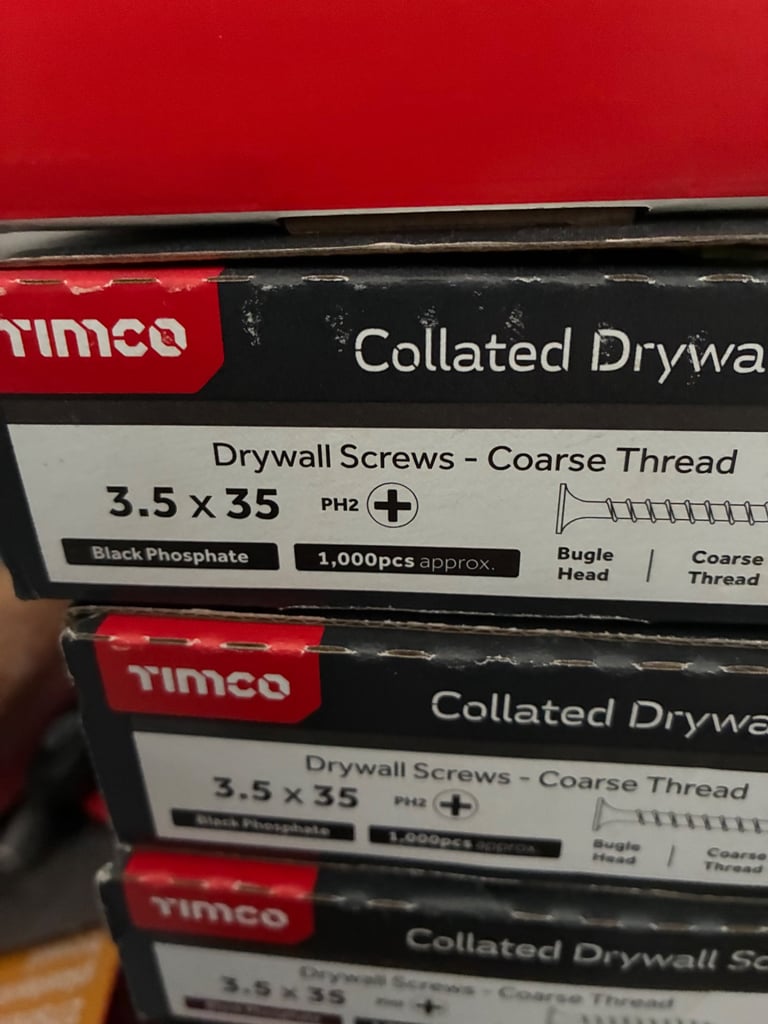 TIMCO
Collated Drywa
Drywall Screws - Coarse Thread
3.5 x 35 PH2
Black Phosphate
1,000pcs approx.
Bugle Head
Coarse Thread
TIMCO
Collated Drywa
Drywall Screws - Coarse Thread
3.5 x 35 PH2
Black Phosphate
1,000pcs approx.
Bugle Head
Coarse Thread
TIMCO
Collated Drywall Sc
Drywall Screws - Coarse Thread
3.5 x 35